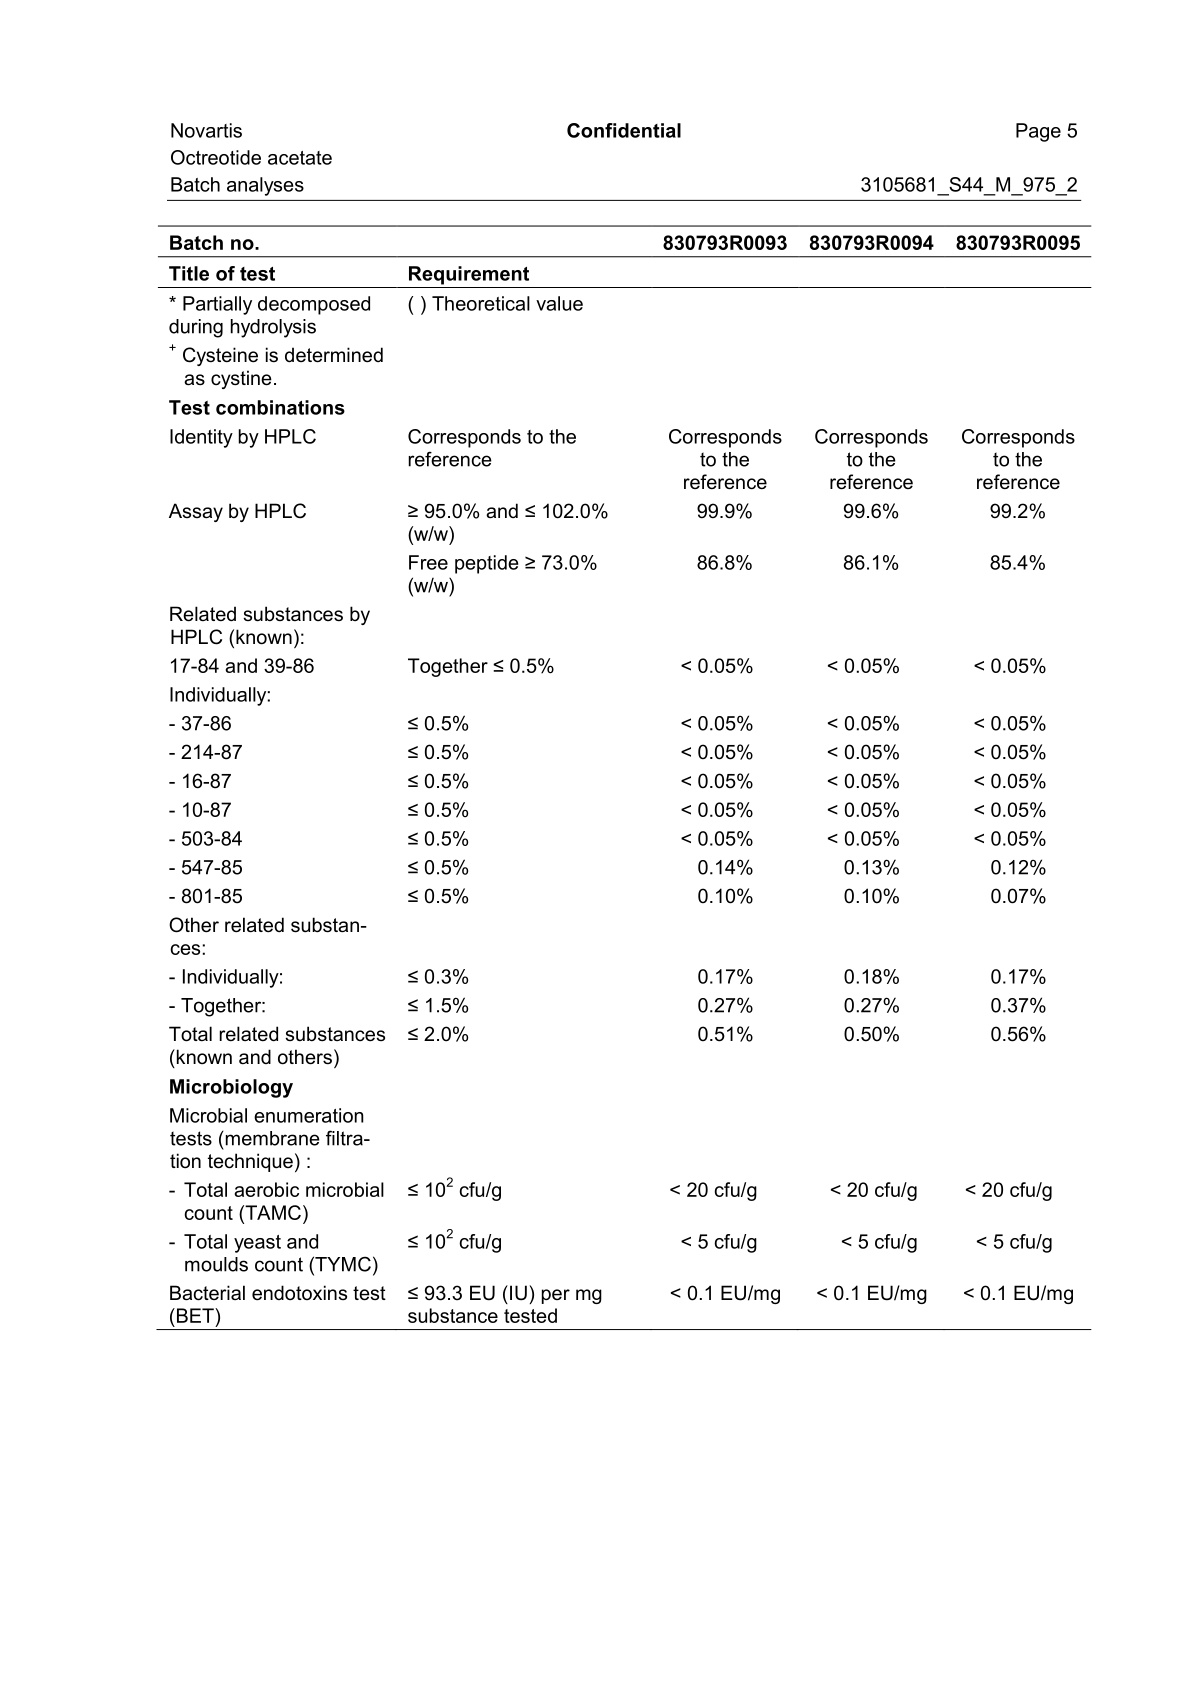 Novartis Confidential Page 5
Octreotide acetate
Batch analyses 3105681_S44_M_975_2
Batch no. 830793R0093 830793R0094 830793R0095
Title of test Requirement
* Partially decomposed ( ) Theoretical value
during hydrolysis
+ Cysteine is determined
as cystine.
Test combinations
Identity by HPLC Corresponds to the Corresponds Corresponds Corresponds
reference to the to the to the
reference reference reference
Assay by HPLC ≥ 95.0% and ≤ 102.0% 99.9% 99.6% 99.2%
(w/w)
Free peptide ≥ 73.0% 86.8% 86.1% 85.4%
(w/w)
Related substances by
HPLC (known):
17-84 and 39-86 Together ≤ 0.5% < 0.05% < 0.05% < 0.05%
Individually:
- 37-86 ≤ 0.5% < 0.05% < 0.05% < 0.05%
- 214-87 ≤ 0.5% < 0.05% < 0.05% < 0.05%
- 16-87 ≤ 0.5% < 0.05% < 0.05% < 0.05%
- 10-87 ≤ 0.5% < 0.05% < 0.05% < 0.05%
- 503-84 ≤ 0.5% < 0.05% < 0.05% < 0.05%
- 547-85 ≤ 0.5% 0.14% 0.13% 0.12%
- 801-85 ≤ 0.5% 0.10% 0.10% 0.07%
Other related substan-
ces:
- Individually: ≤ 0.3% 0.17% 0.18% 0.17%
- Together: ≤ 1.5% 0.27% 0.27% 0.37%
Total related substances ≤ 2.0% 0.51% 0.50% 0.56%
(known and others)
Microbiology
Microbial enumeration
tests (membrane filtra-
tion technique) :
- Total aerobic microbial ≤ 10² cfu/g < 20 cfu/g < 20 cfu/g < 20 cfu/g
count (TAMC)
- Total yeast and ≤ 10² cfu/g < 5 cfu/g < 5 cfu/g < 5 cfu/g
moulds count (TYMC)
Bacterial endotoxins test ≤ 93.3 EU (IU) per mg < 0.1 EU/mg < 0.1 EU/mg < 0.1 EU/mg
(BET) substance tested